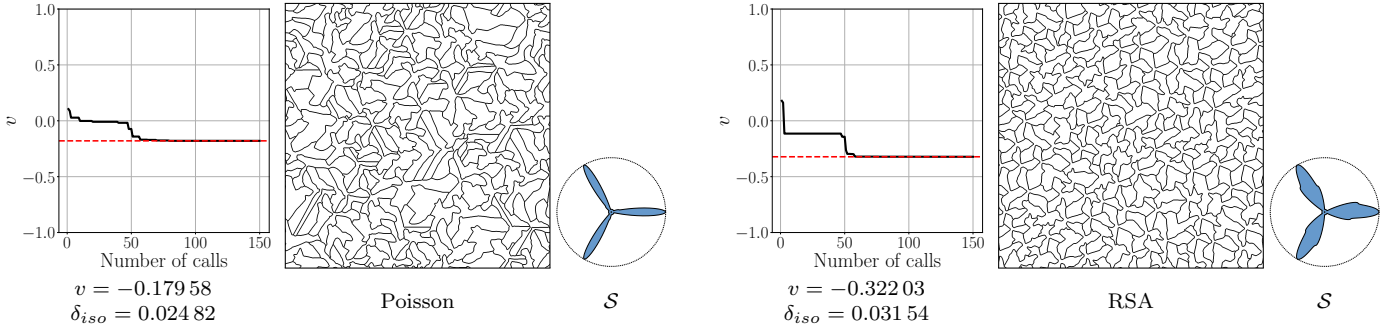 1.0
0.5
0.0
−0.5
−1.0
v
0 50 100 150
Number of calls
v = −0.179 58
δiso = 0.024 82
Poisson
S
1.0
0.5
0.0
−0.5
−1.0
v
0 50 100 150
Number of calls
v = −0.322 03
δiso = 0.031 54
RSA
S